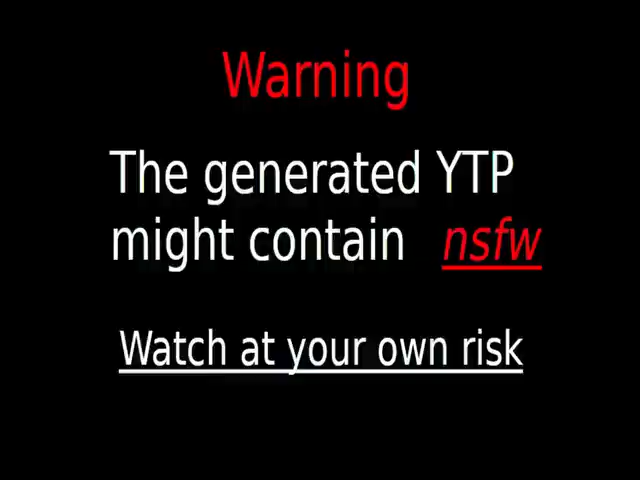 Warning
The generated YTP
might contain nsfw
Watch at your own risk